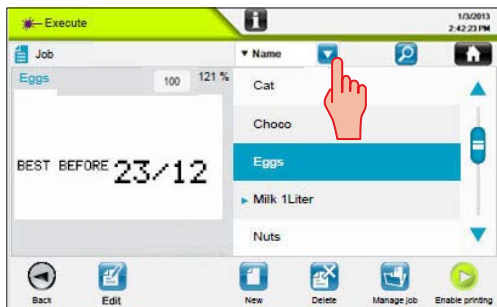 Execute
i
1/3/2013
2:42:23 PM
Job
Name
Eggs
100
121 %
BEST BEFORE 23/12
Cat
Choco
Eggs
Milk 1Liter
Nuts
Back
Edit
New
Delete
Manage job
Enable printing